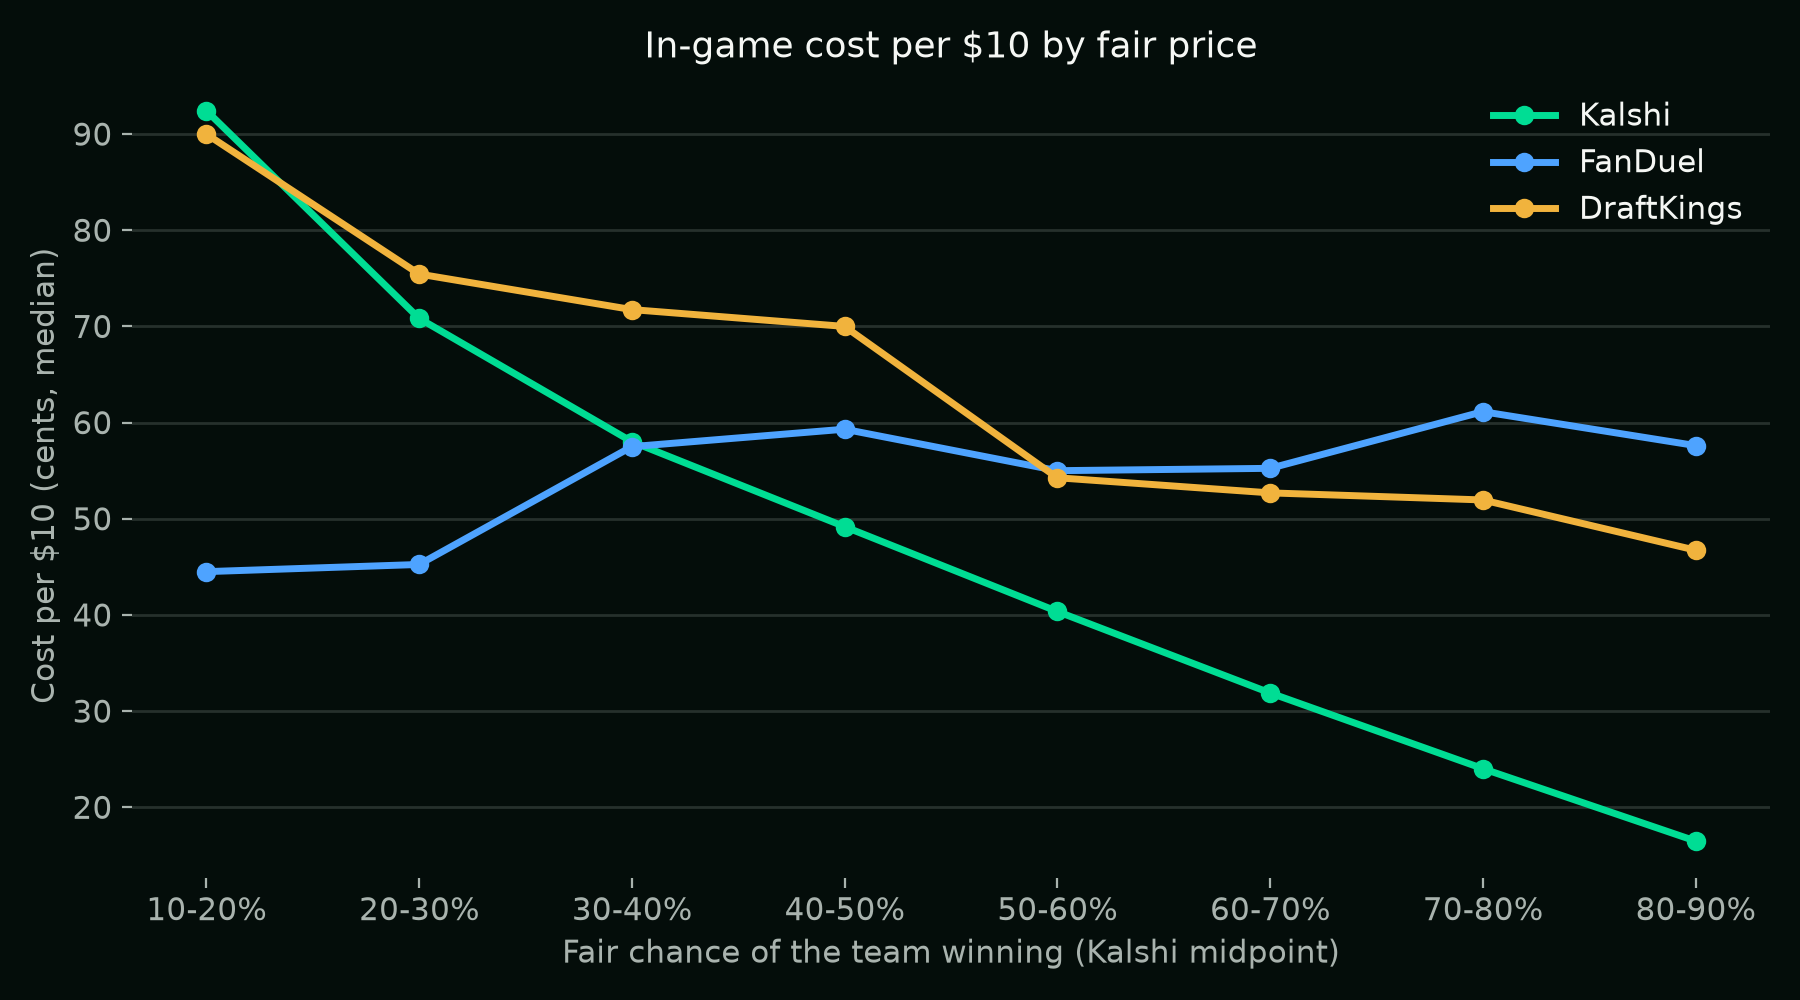 In-game cost per $10 by fair price
Kalshi
FanDuel
DraftKings
Cost per $10 (cents, median)
90
80
70
60
50
40
30
20
10-20% 20-30% 30-40% 40-50% 50-60% 60-70% 70-80% 80-90%
Fair chance of the team winning (Kalshi midpoint)